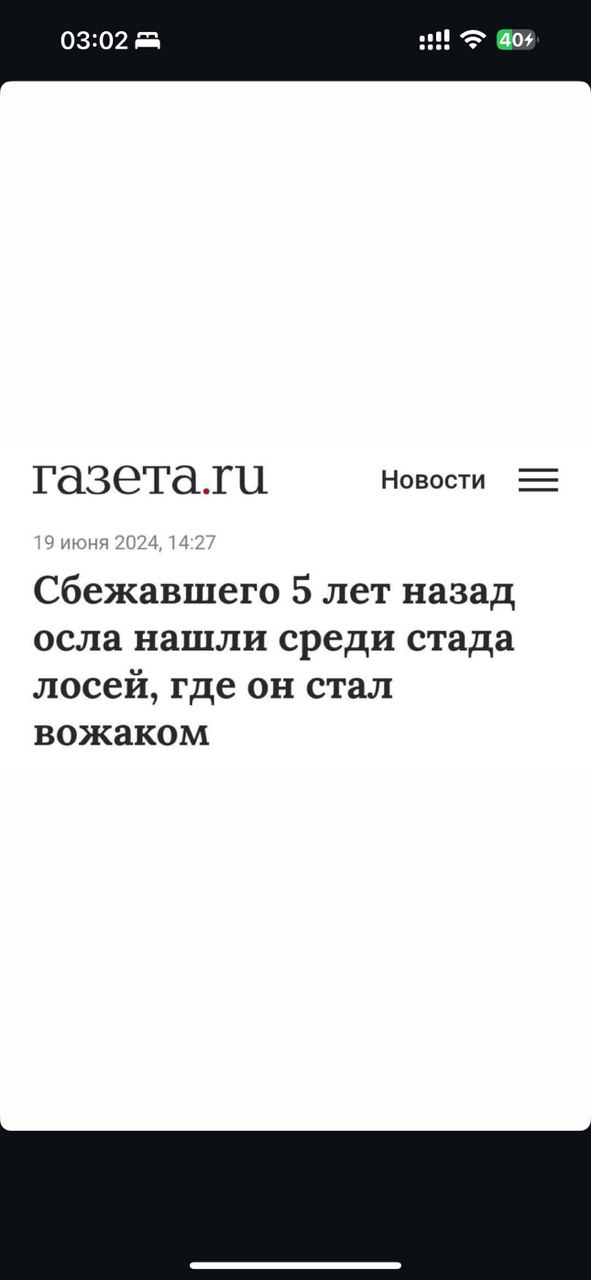 03:02
40
газета.ru
Новости
19 июня 2024, 14:27
Сбежавшего 5 лет назад
осла нашли среди стада
лосей, где он стал
вожаком